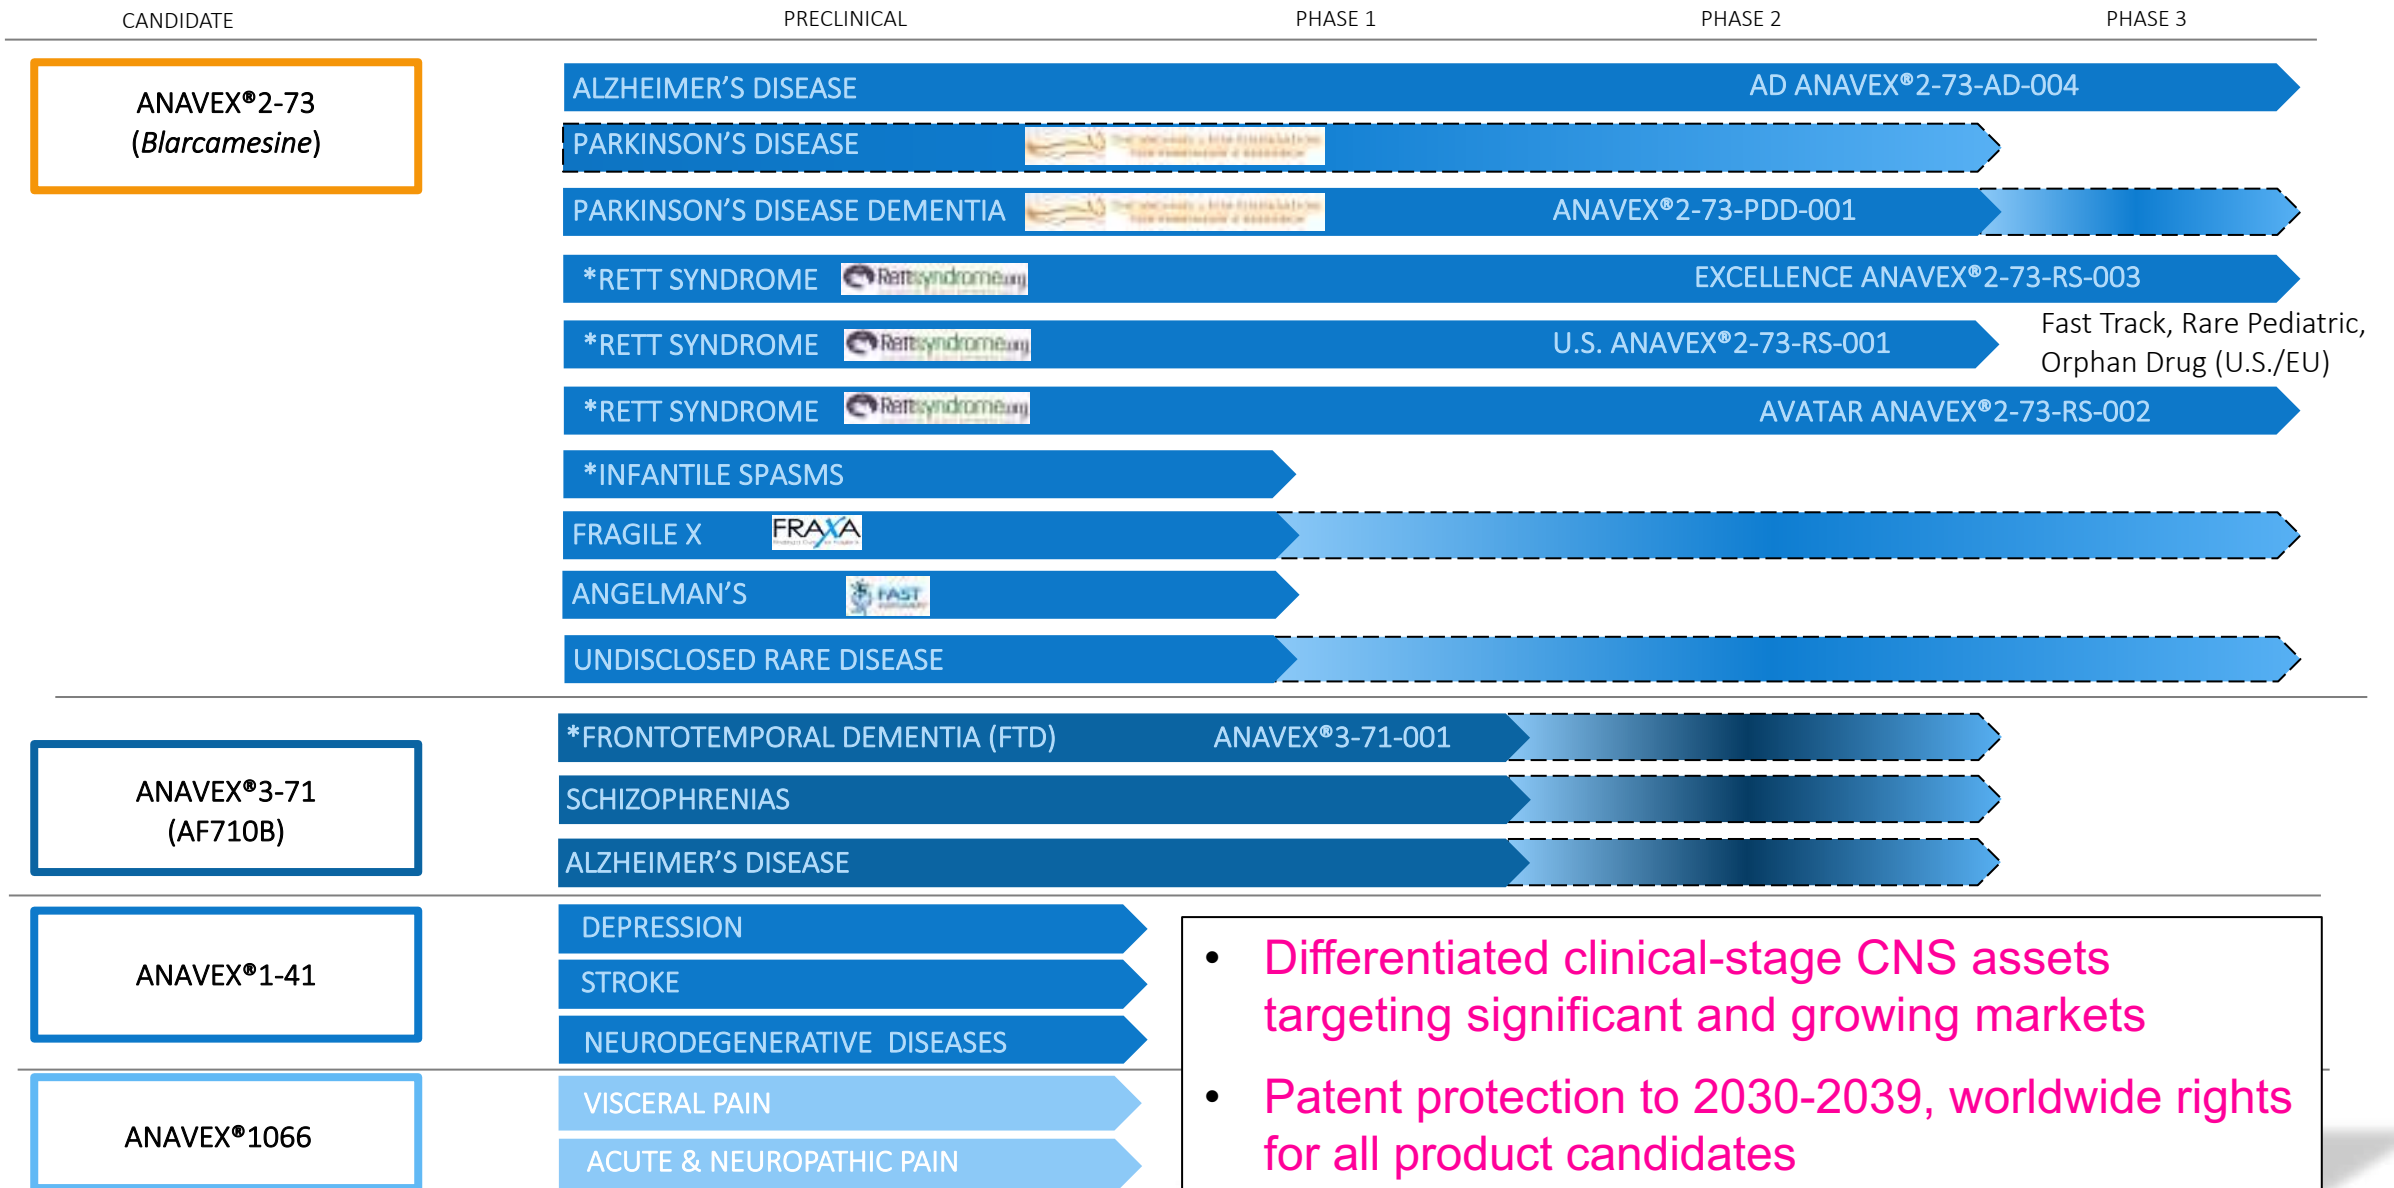 CANDIDATE PRECLINICAL PHASE 1 PHASE 2 PHASE 3
ANAVEX®2-73
(Blarcamesine)
ALZHEIMER'S DISEASE AD ANAVEX®2-73-AD-004
PARKINSON'S DISEASE
PARKINSON'S DISEASE DEMENTIA ANAVEX®2-73-PDD-001
*RETT SYNDROME Rettsyndrome.org EXCELLENCE ANAVEX®2-73-RS-003
*RETT SYNDROME Rettsyndrome.org U.S. ANAVEX®2-73-RS-001
Fast Track, Rare Pediatric,
Orphan Drug (U.S./EU)
*RETT SYNDROME Rettsyndrome.org AVATAR ANAVEX®2-73-RS-002
*INFANTILE SPASMS
FRAGILE X FRAXA
ANGELMAN'S FAST
UNDISCLOSED RARE DISEASE
ANAVEX®3-71
(AF710B)
*FRONTOTEMPORAL DEMENTIA (FTD) ANAVEX®3-71-001
SCHIZOPHRENIAS
ALZHEIMER'S DISEASE
ANAVEX®1-41
DEPRESSION
STROKE
NEURODEGENERATIVE DISEASES
ANAVEX®1066
VISCERAL PAIN
ACUTE & NEUROPATHIC PAIN
• Differentiated clinical-stage CNS assets
targeting significant and growing markets
• Patent protection to 2030-2039, worldwide rights
for all product candidates